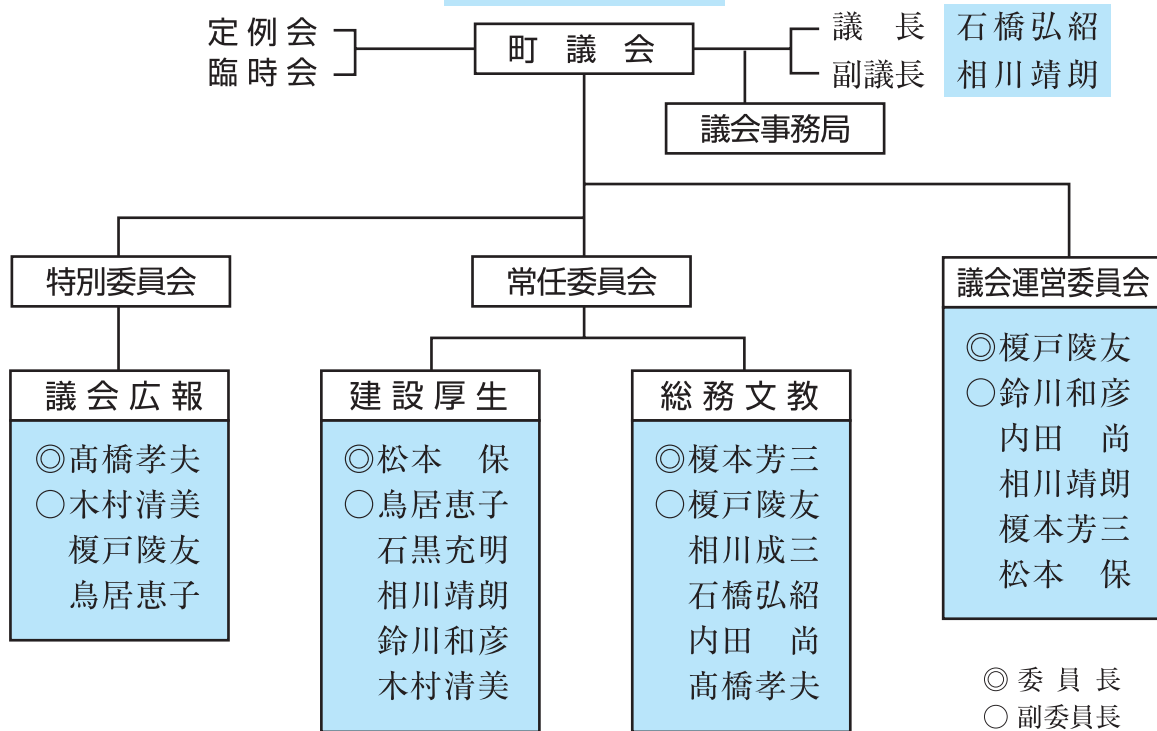 定例会
臨時会
町議会
議長 石橋弘紹
副議長 相川靖朗
議会事務局
特別委員会
議会広報
◎髙橋孝夫
○木村清美
榎戸陵友
鳥居恵子
常任委員会
建設厚生
◎松本 保
○鳥居恵子
石黒充明
相川靖朗
鈴川和彦
木村清美
総務文教
◎榎本芳三
○榎戸陵友
相川成三
石橋弘紹
内田 尚
髙橋孝夫
議会運営委員会
◎榎戸陵友
○鈴川和彦
内田 尚
相川靖朗
榎本芳三
松本 保
◎委員長
○副委員長